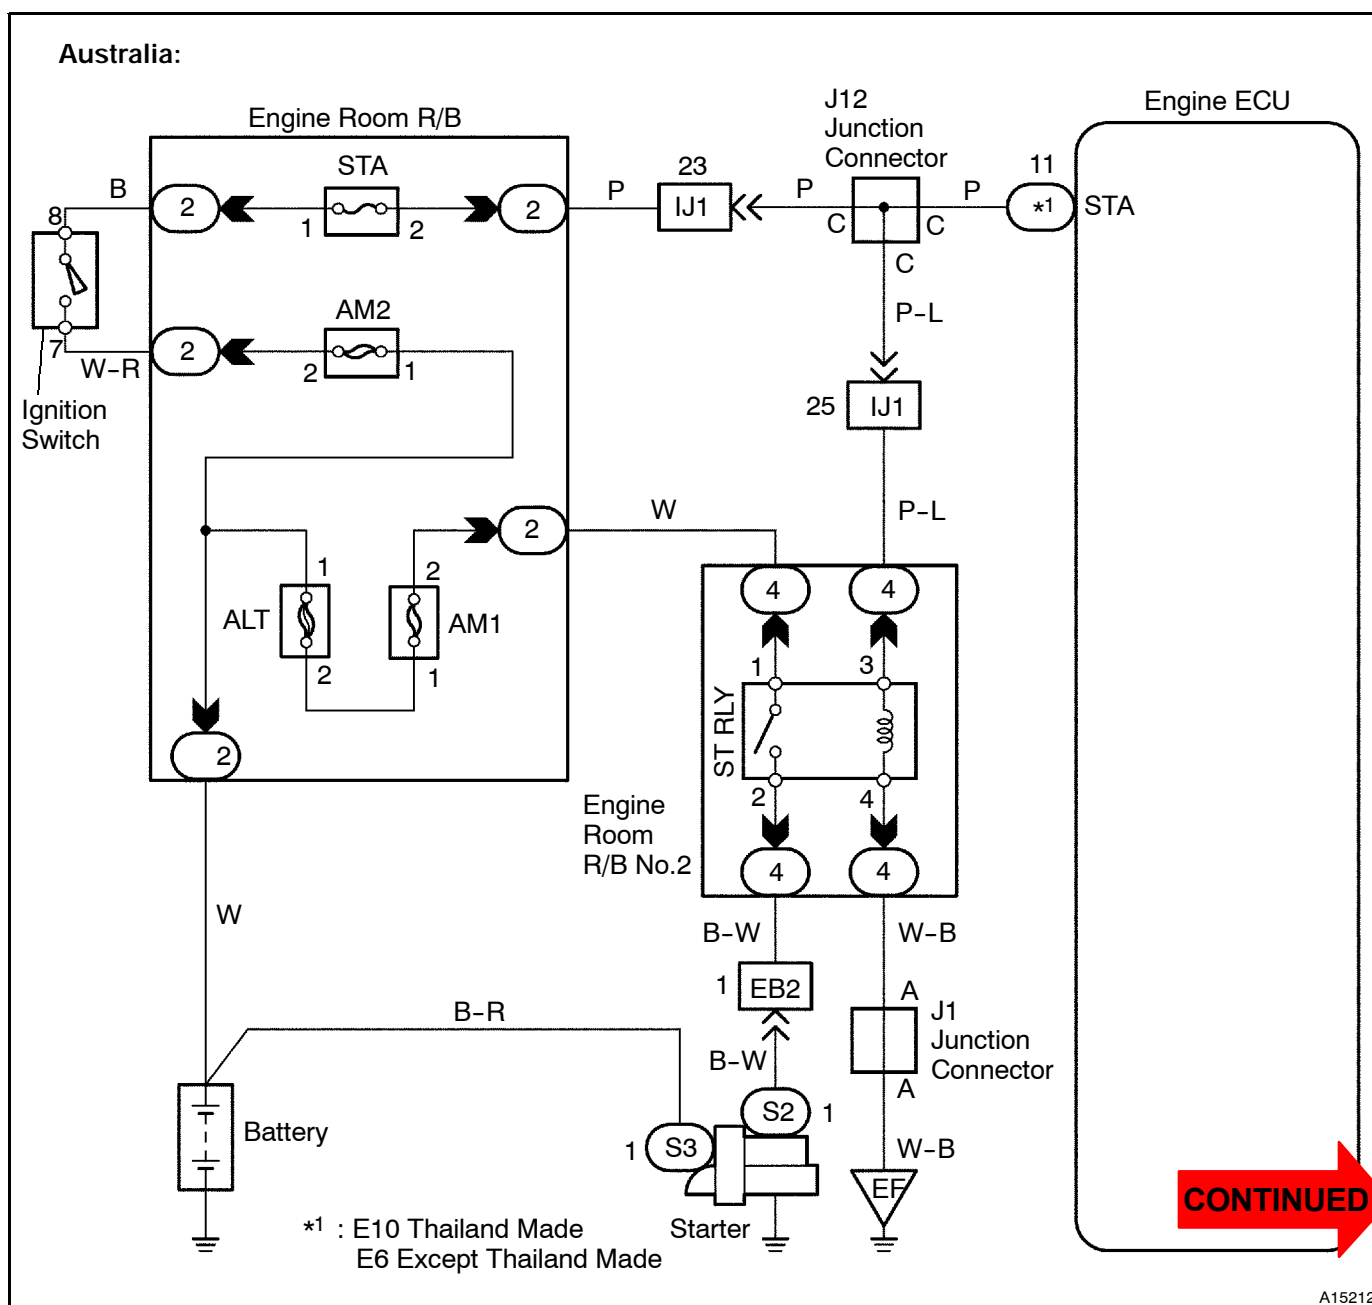 Australia:
Engine Room R/B
J12
Junction
Connector
Engine ECU
STA
23
11
B
2
2
P
IJ1
P
P
*1
STA
8
1
2
C
C
C
AM2
P-L
7
W-R
2
2
1
25
IJ1
Ignition
Switch
2
W
P-L
1
2
4
4
ALT
AM1
2
1
1
3
ST RLY
2
2
4
Engine
Room
R/B No.2
4
4
W
B-W
W-B
1
EB2
A
B-R
J1
Junction
Connector
B-W
A
S2
1
Battery
1
S3
W-B
EF
CONTINUED
*1 : E10 Thailand Made
E6 Except Thailand Made
Starter
A15212